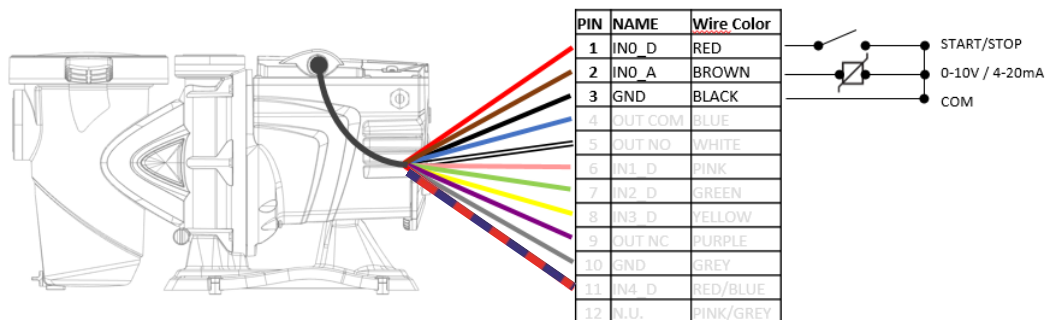 PIN NAME Wire Color
1 IN0_D RED
2 IN0_A BROWN
3 GND BLACK
4 OUT COM BLUE
5 OUT NO WHITE
6 IN1_D PINK
7 IN2_D GREEN
8 IN3_D YELLOW
9 OUT NC PURPLE
10 GND GREY
11 IN4_D RED/BLUE
12 N.U. PINK/GREY
START/STOP
0-10V / 4-20mA
COM